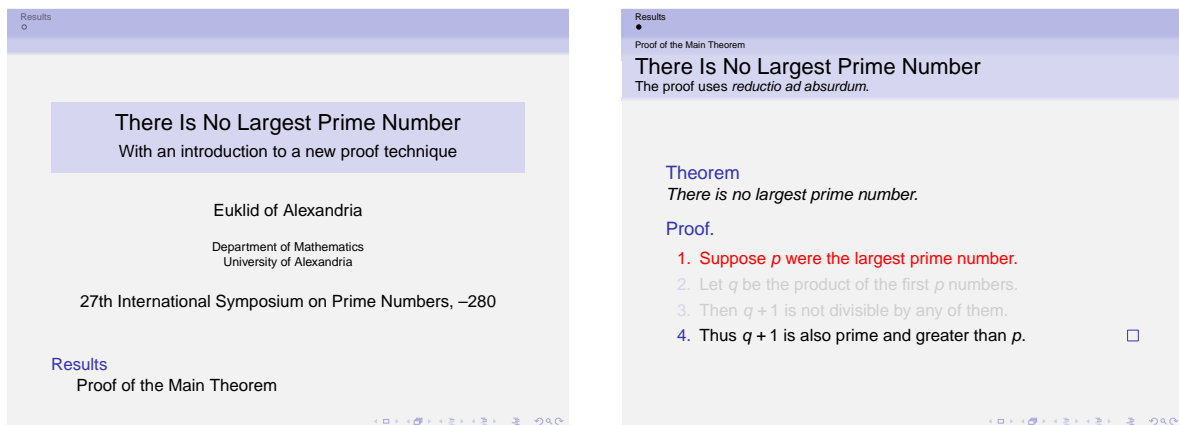 Results
There Is No Largest Prime Number
With an introduction to a new proof technique
Euklid of Alexandria
Department of Mathematics
University of Alexandria
27th International Symposium on Prime Numbers, –280
Results
Proof of the Main Theorem
Results
Proof of the Main Theorem
There Is No Largest Prime Number
The proof uses reductio ad absurdum.
Theorem
There is no largest prime number.
Proof.
1. Suppose p were the largest prime number.
2. Let q be the product of the first p numbers.
3. Then q + 1 is not divisible by any of them.
4. Thus q + 1 is also prime and greater than p.